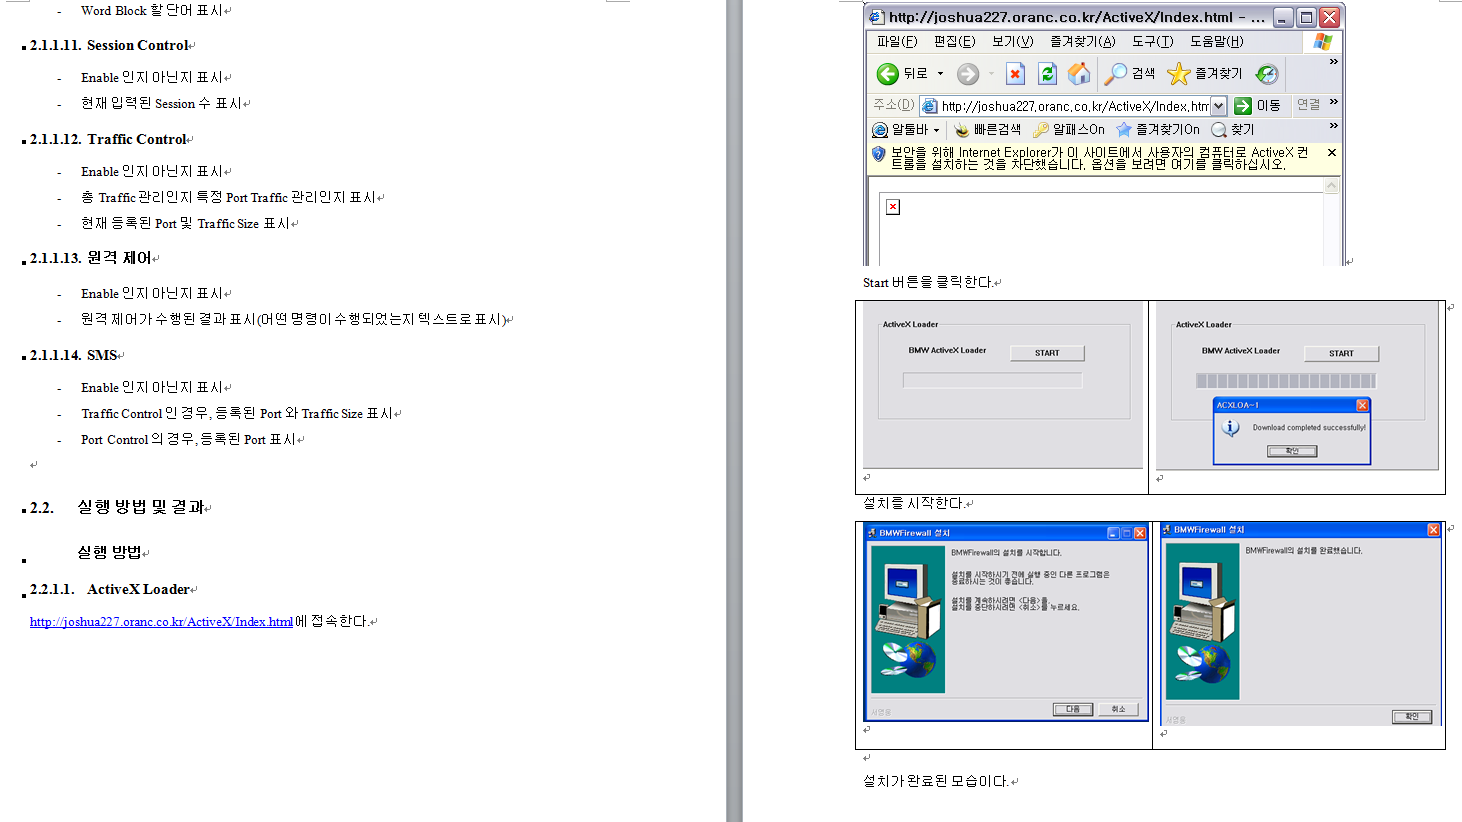 - Word Block 할 단어 표시
2.1.1.11. Session Control
- Enable 인지 아닌지 표시
- 현재 입력된 Session 수 표시
2.1.1.12. Traffic Control
- Enable 인지 아닌지 표시
- 총 Traffic 관리인지 특정 Port Traffic 관리인지 표시
- 현재 등록된 Port 및 Traffic Size 표시
2.1.1.13. 원격 제어
- Enable 인지 아닌지 표시
- 원격 제어가 수행된 결과 표시(어떤 명령이 수행되었는지 텍스트로 표시)
2.1.1.14. SMS
- Enable 인지 아닌지 표시
- Traffic Control 인 경우, 등록된 Port 와 Traffic Size 표시
- Port Control 의 경우, 등록된 Port 표시
2.2. 실행 방법 및 결과
실행 방법
2.2.1.1. ActiveX Loader
http://joshua227.oranc.co.kr/ActiveX/Index.html 에 접속한다.
http://joshua227.oranc.co.kr/ActiveX/Index.html - ...
파일(F) 편집(E) 보기(V) 즐겨찾기(A) 도구(T) 도움말(H)
뒤로 검색 즐겨찾기
주소(D) http://joshua227.oranc.co.kr/ActiveX/Index.htm 이동 연결
알툴바 빠른검색 알패스On 즐겨찾기On 찾기
보안을 위해 Internet Explorer가 이 사이트에서 사용자의 컴퓨터로 ActiveX 컨
트롤을 설치하는 것을 차단했습니다. 옵션을 보려면 여기를 클릭하십시오.
Start 버튼을 클릭한다.
ActiveX Loader
BMW ActiveX Loader START
ActiveX Loader
BMW ActiveX Loader START
ACXLOA~1
Download completed successfully!
확인
설치를 시작한다.
BMWFirewall 설치
BMWFirewall의 설치를 시작합니다.
설치를 시작하시기 전에 실행 중인 다른 프로그램은
종료하시는 것이 좋습니다.
설치를 계속하시려면 <다음>을,
설치를 중단하시려면 <취소>를 누르세요.
서영용
다음 취소
BMWFirewall 설치
BMWFirewall의 설치를 완료했습니다.
서영용
확인
설치가 완료된 모습이다.